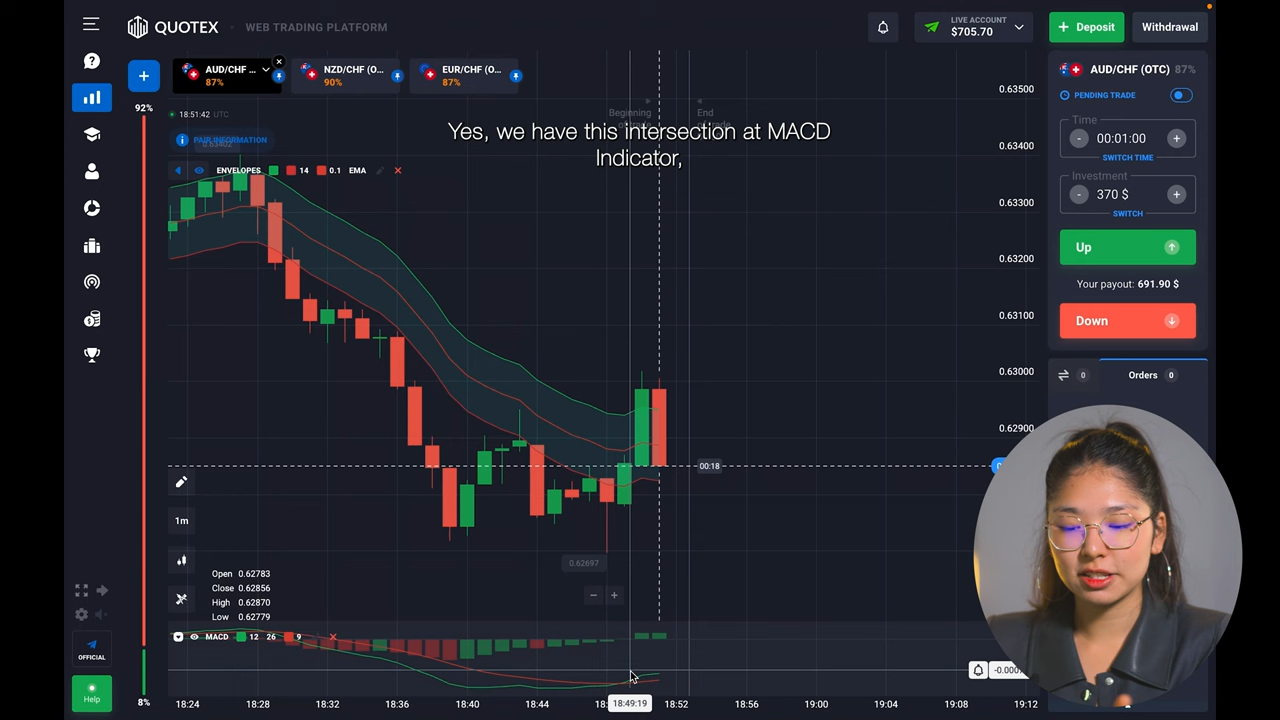 QUOTEX
WEB TRADING PLATFORM
LIVE ACCOUNT
$705.70
+ Deposit
Withdrawal
AUD/CHF ...
87%
NZD/CHF (O...
90%
EUR/CHF (O...
87%
AUD/CHF (OTC) 87%
PENDING TRADE
Time
- 00:01:00 +
SWITCH TIME
Investment
- 370 $ +
SWITCH
Up
Your payout: 691.90 $
Down
0
Orders 0
92%
18:51:42 UTC
Beginning
End
Yes, we have this intersection at MACD
Indicator,
PAIR INFORMATION
0.63402
ENVELOPES 14 0.1 EMA
0.63500
0.63400
0.63300
0.63200
0.63100
0.63000
0.62900
00:18
1m
0.62697
Open 0.62783
Close 0.62856
High 0.62870
Low 0.62779
MACD 12 26 9
OFFICIAL
Help
8%
18:24
18:28
18:32
18:36
18:40
18:44
18:49:19
18:52
18:56
19:00
19:04
19:08
19:12